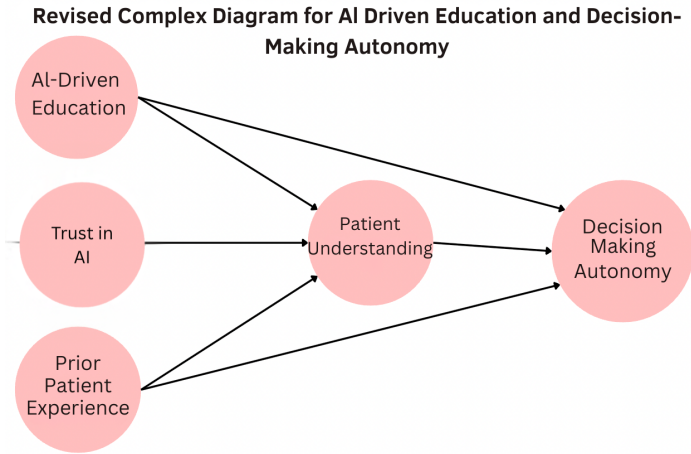 Revised Complex Diagram for Al Driven Education and Decision-
Making Autonomy
Al-Driven
Education
Trust in
AI
Prior
Patient
Experience
Patient
Understanding
Decision
Making
Autonomy